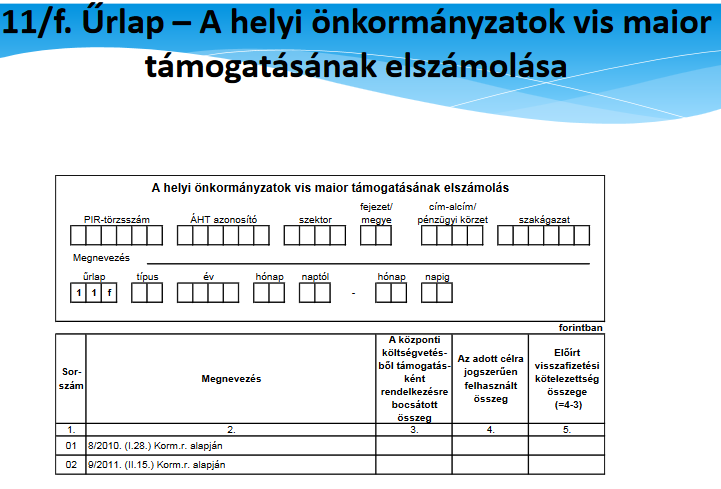 11/f. Űrlap – A helyi önkormányzatok vis maior
támogatásának elszámolása
A helyi önkormányzatok vis maior támogatásának elszámolás
PIR-törzsszám ÁHT azonosító szektor fejezet/ megye cím-alcím/ pénzügyi körzet szakágazat
Megnevezés
űrlap típus év hónap naptól hónap napig
1 1 f -
forintban
Sor-
szám
Megnevezés
A központi
költségvetés-
ből támogatás-
ként
rendelkezésre
bocsátott
összeg
Az adott célra
jogszerűen
felhasznált
összeg
Előírt
visszafizetési
kötelezettség
összege
(=4-3)
1. 2. 3. 4. 5.
01 8/2010. (I.28.) Korm.r. alapján
02 9/2011. (II.15.) Korm.r. alapján